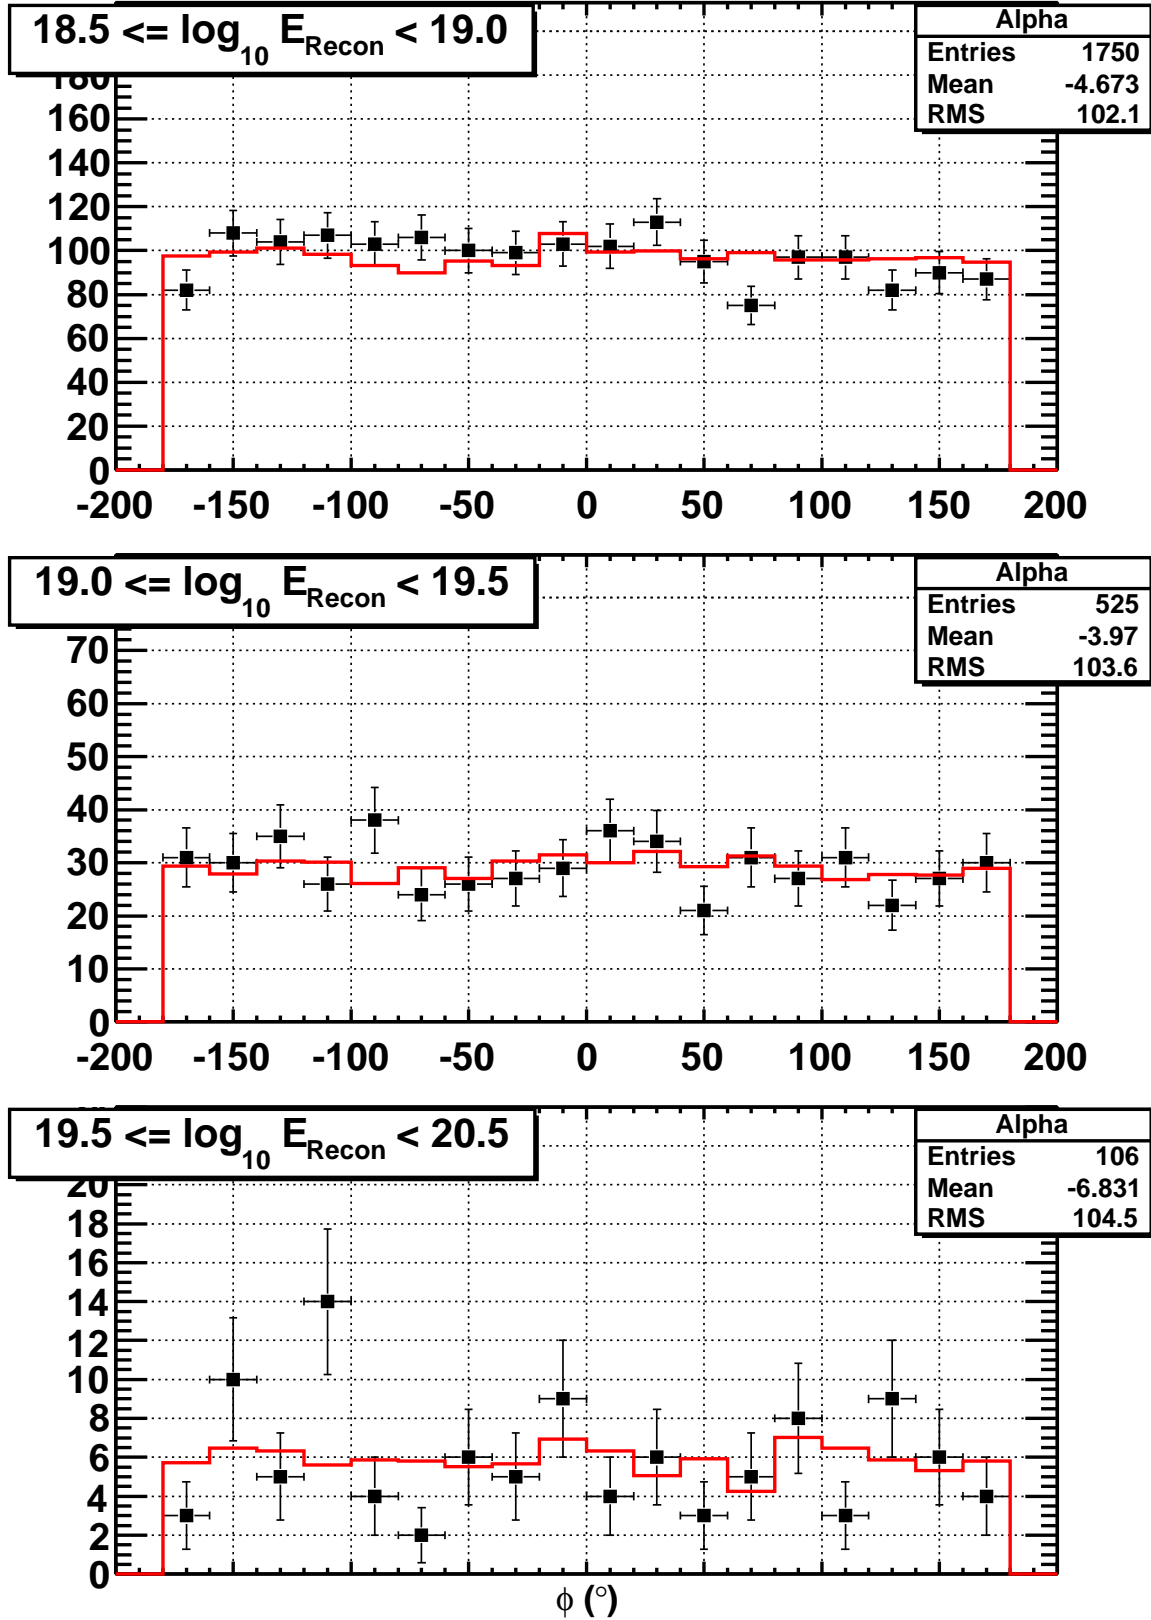 18.5 <= log10 ERecon < 19.0
Alpha
Entries 1750
Mean -4.673
RMS 102.1
180
160
140
120
100
80
60
40
20
0
-200 -150 -100 -50 0 50 100 150 200
19.0 <= log10 ERecon < 19.5
Alpha
Entries 525
Mean -3.97
RMS 103.6
70
60
50
40
30
20
10
0
-200 -150 -100 -50 0 50 100 150 200
19.5 <= log10 ERecon < 20.5
Alpha
Entries 106
Mean -6.831
RMS 104.5
20
18
16
14
12
10
8
6
4
2
0
ϕ (°)